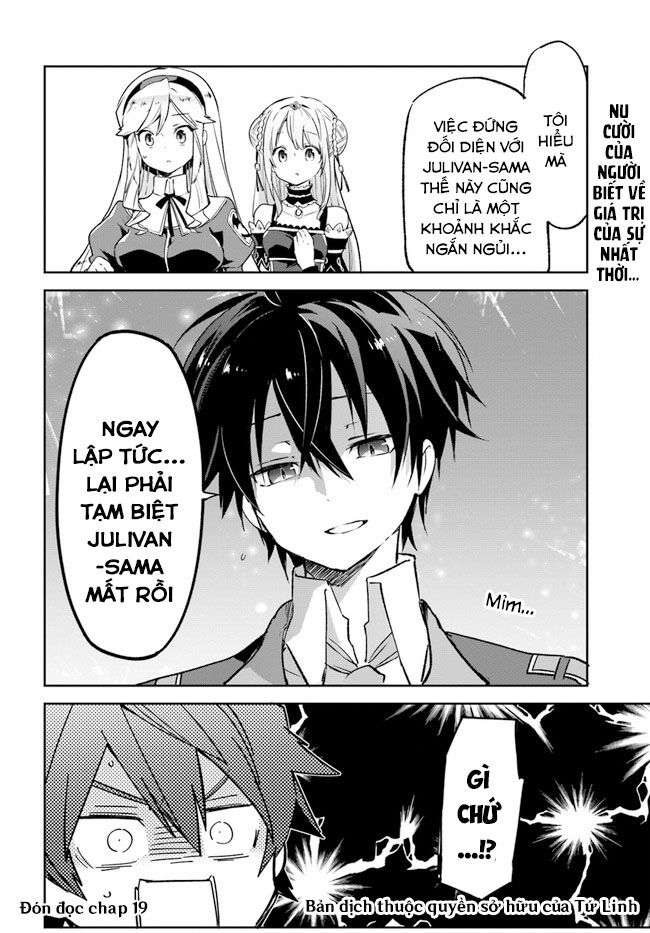 TÔI
HIỂU
MÀ
VIỆC ĐỨNG
ĐỐI DIỆN VỚI
JULIVAN-SAMA
THẾ NÀY CŨNG
CHỈ LÀ MỘT
KHOẢNH KHẮC
NGẮN NGỦI...
NU
CƯỜI
CỦA
NGƯỜI
BIẾT VỀ
GIÁ TRỊ
CỦA SỰ
NHẤT
THỜI...
NGAY
LẬP TỨC...
LẠI PHẢI
TẠM BIỆT
JULIVAN
-SAMA
MẤT RỒI
Mỉm...
GÌ
CHỨ
...!?
Đón đọc chap 19
Bản dịch thuộc quyền sở hữu của Tứ Linh